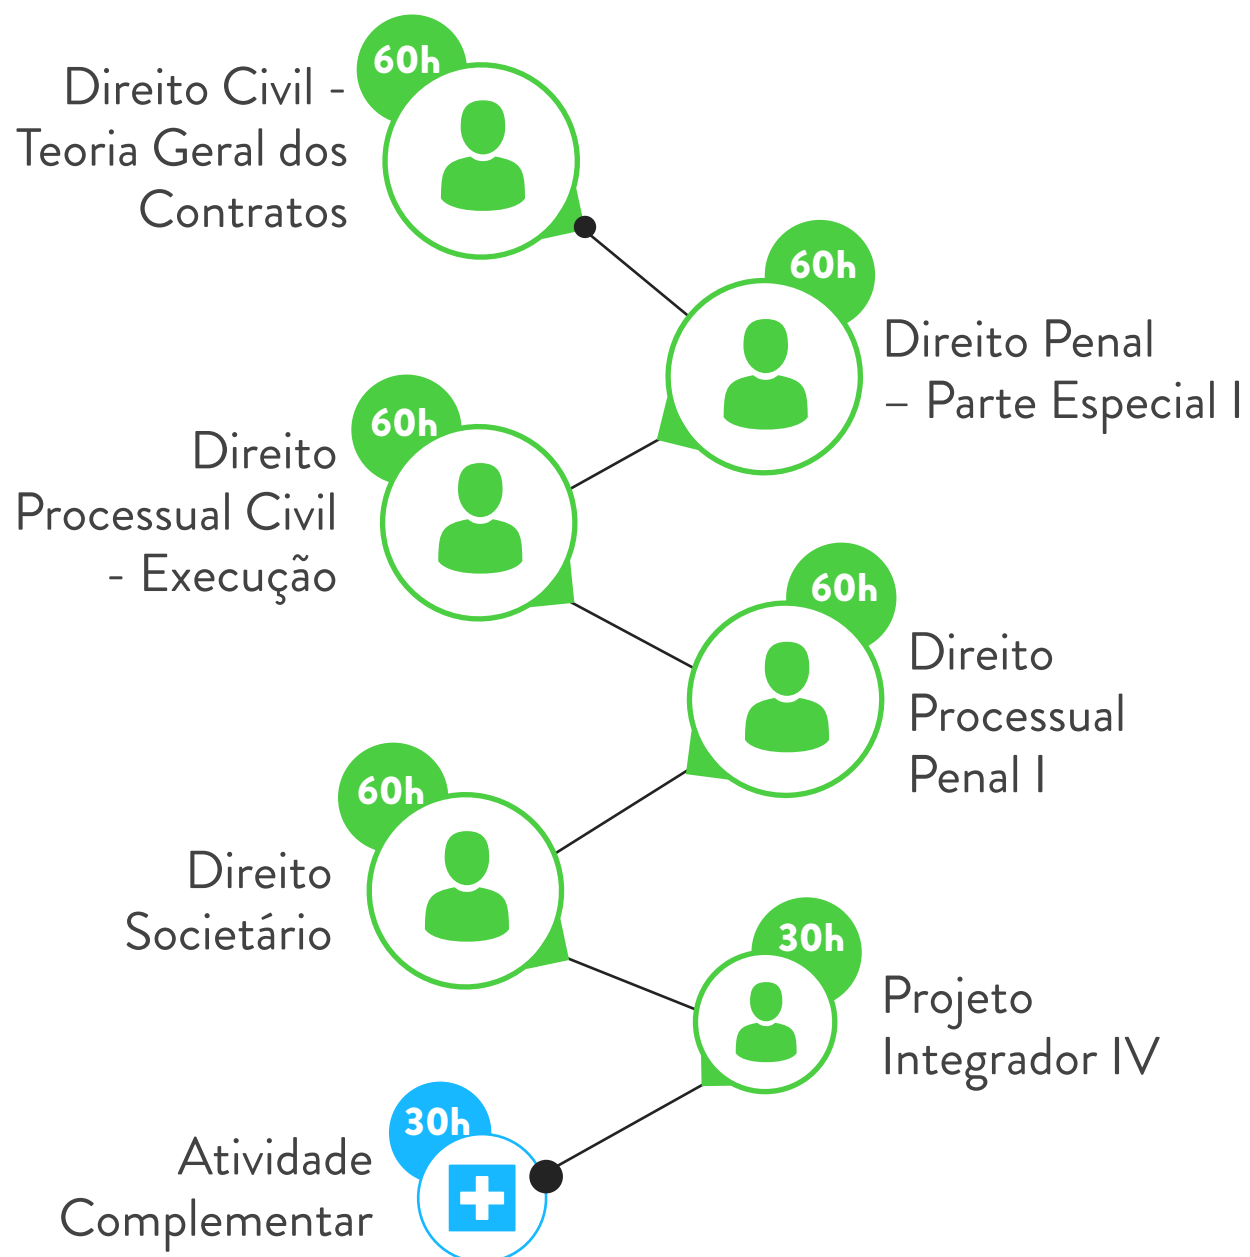 60h
Direito Civil -
Teoria Geral dos
Contratos
60h
Direito Penal
– Parte Especial I
60h
Direito
Processual Civil
- Execução
60h
Direito
Processual
Penal I
60h
Direito
Societário
30h
Projeto
Integrador IV
30h
Atividade
Complementar